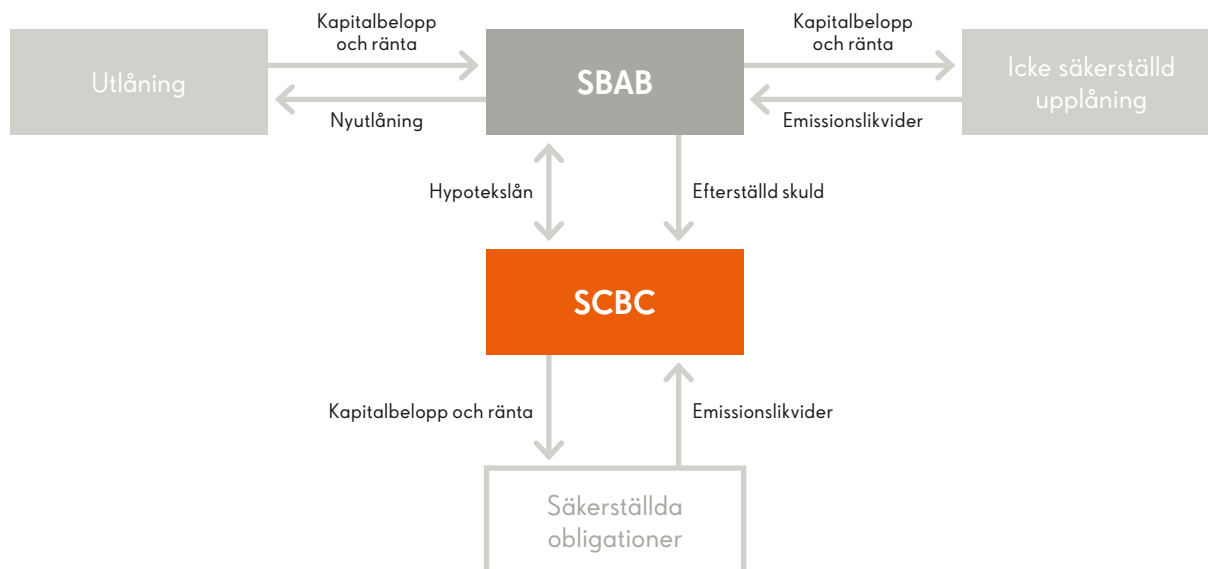 Kapitalbelopp
och ränta
Kapitalbelopp
och ränta
Utlåning
SBAB
Icke säkerställd
upplåning
Nyutlåning
Emissionslikvider
Hypotekslån
Efterställd skuld
SCBC
Kapitalbelopp och ränta
Emissionslikvider
Säkerställda
obligationer